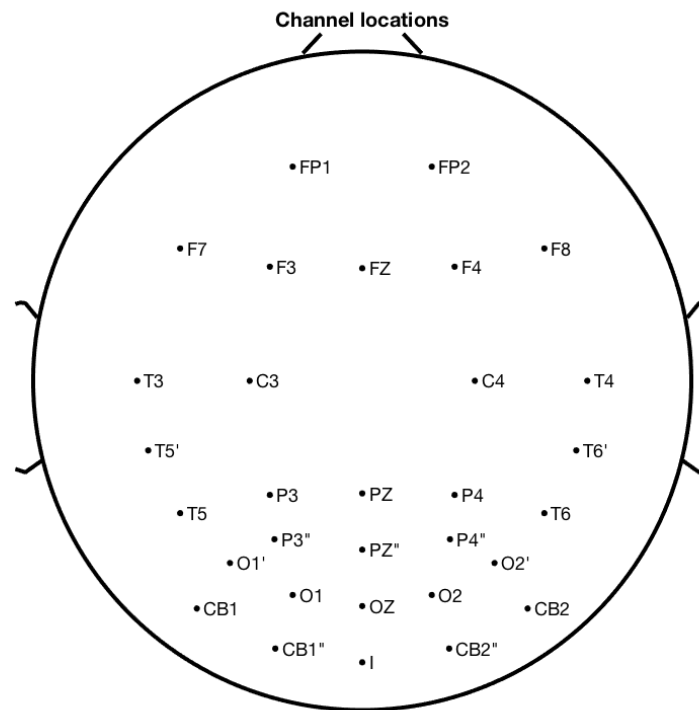 Channel locations
FP1 FP2
F7 F8
F3 FZ F4
T3 C3 C4 T4
T5' T6'
P3 PZ P4
T5 T6
P3" P4"
PZ"
O1' O2'
O1 O2
CB1 OZ CB2
CB1" CB2"
I